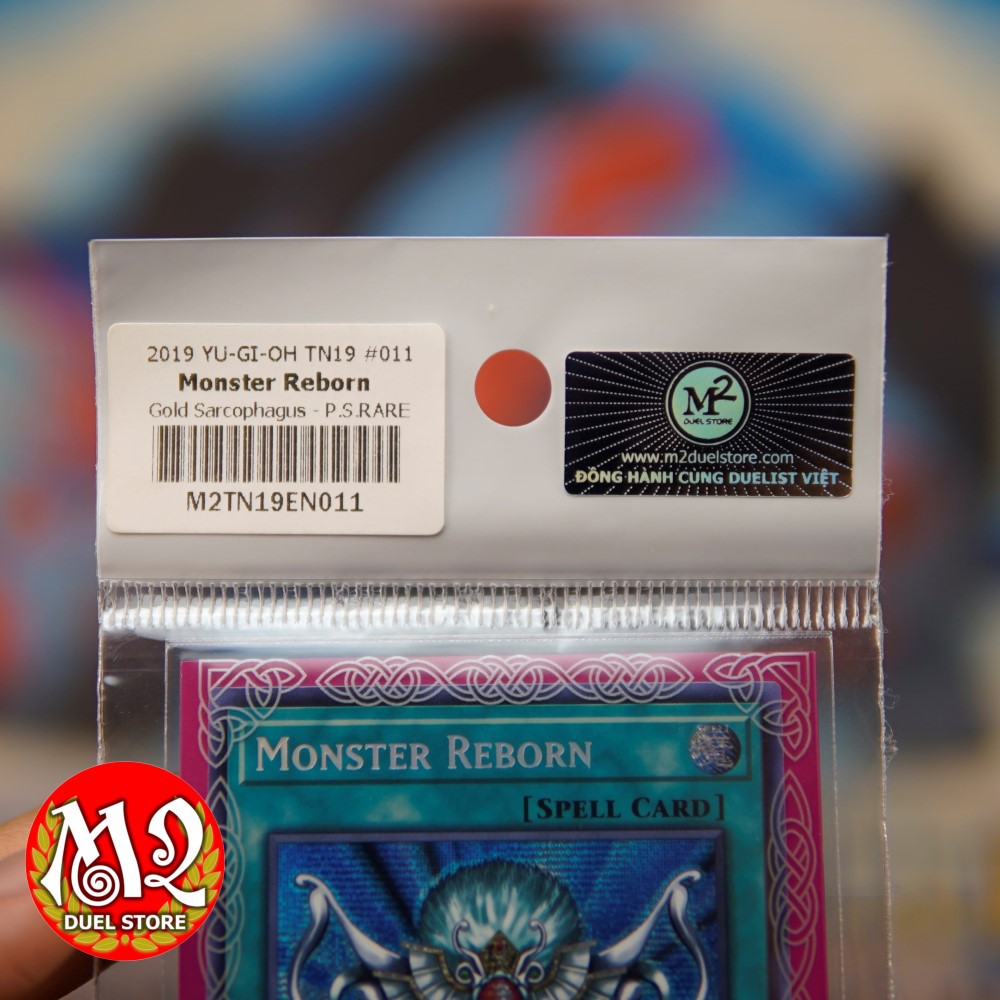 2019 YU-GI-OH TN19 #011
Monster Reborn
Gold Sarcophagus - P.S.RARE
M2TN19EN011
M2
DUEL STORE
www.m2duelstore.com
ĐỒNG HÀNH CÙNG DUELIST VIỆT
MONSTER REBORN
[SPELL CARD]
M2
DUEL STORE